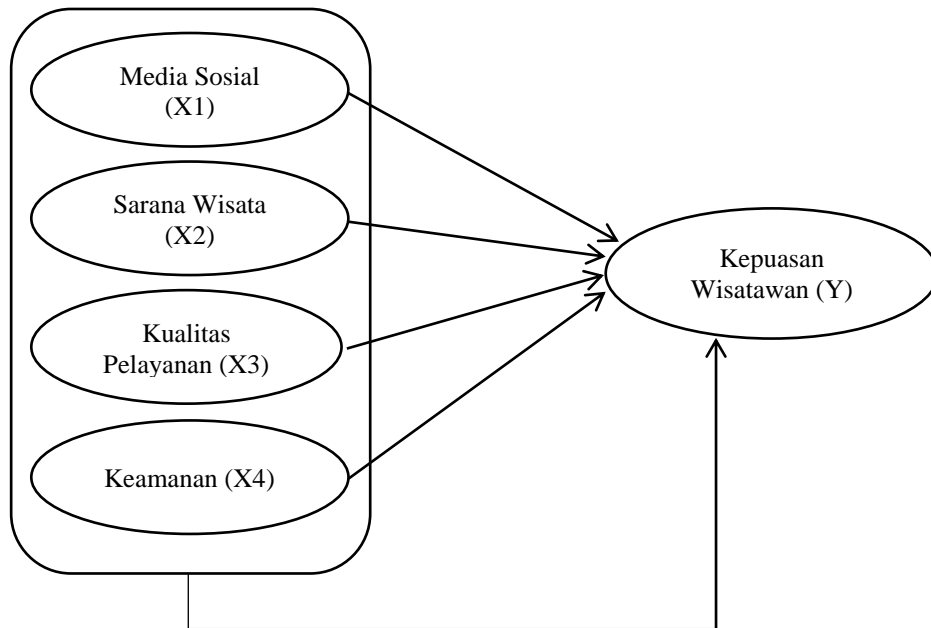 Media Sosial
(X1)
Sarana Wisata
(X2)
Kualitas
Pelayanan (X3)
Keamanan (X4)
Kepuasan
Wisatawan (Y)